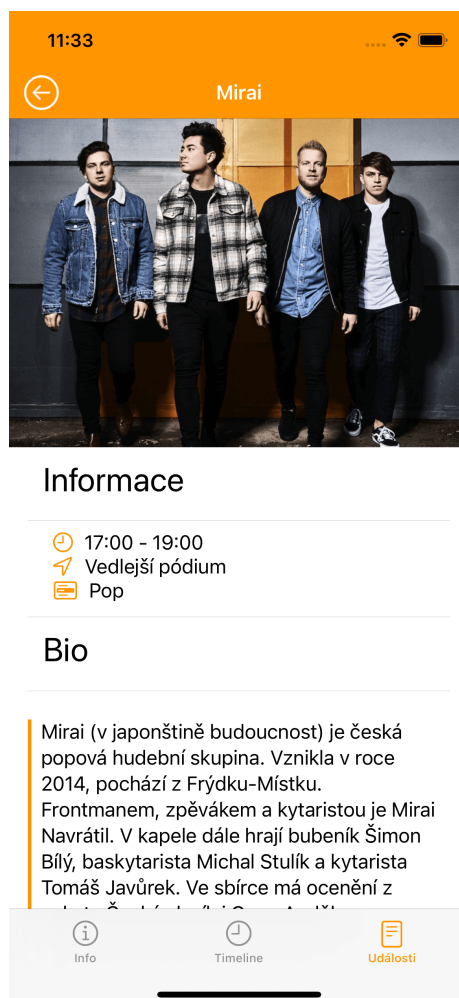 11:33
Mirai
Informace
17:00 - 19:00
Vedlejší pódium
Pop
Bio
Mirai (v japonštině budoucnost) je česká
popová hudební skupina. Vznikla v roce
2014, pochází z Frýdku-Místku.
Frontmanem, zpěvákem a kytaristou je Mirai
Navrátil. V kapele dále hrají bubeník Šimon
Bílý, baskytarista Michal Stulík a kytarista
Tomáš Javůrek. Ve sbírce má ocenění z
Info
Timeline
Události